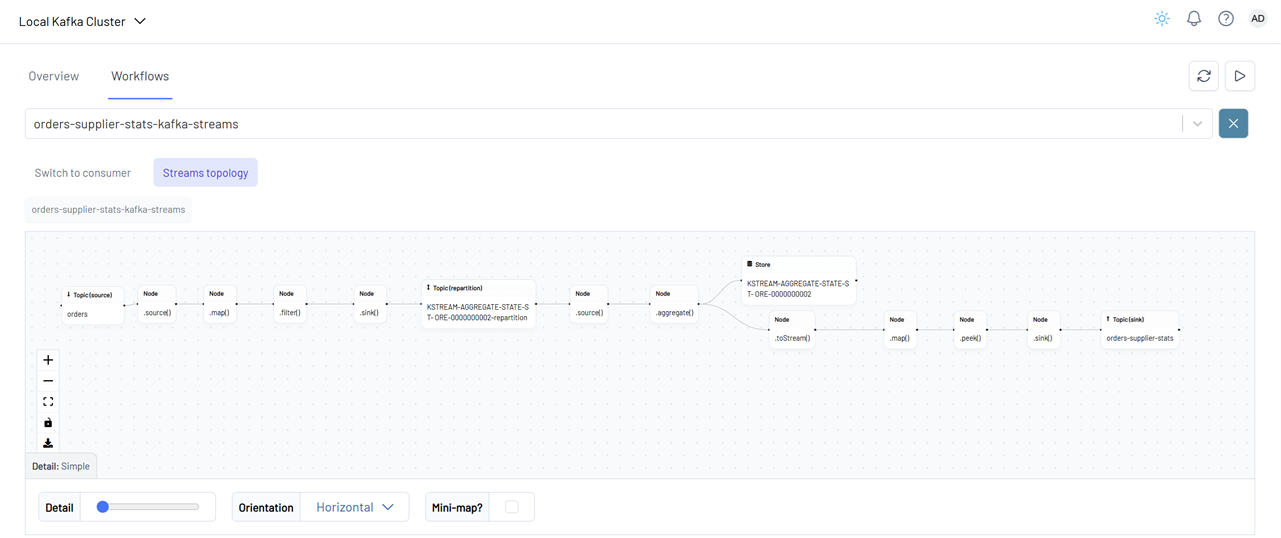 Local Kafka Cluster
AD
Overview
Workflows
orders-supplier-stats-kafka-streams
Switch to consumer
Streams topology
orders-supplier-stats-kafka-streams
Topic(source)
orders
Node
.source()
Node
.map()
Node
.filter()
Node
.sink()
Topic(repartition)
KSTREAM-AGGREGATE-STATE-S
T- ORE-0000000002-repartition
Node
.source()
Node
.aggregate()
Store
KSTREAM-AGGREGATE-STATE-S
T- ORE-0000000002
Node
.toStream()
Node
.map()
Node
.peek()
Node
.sink()
Topic(sink)
orders-supplier-stats
Detail: Simple
Detail
Orientation
Horizontal
Mini-map?